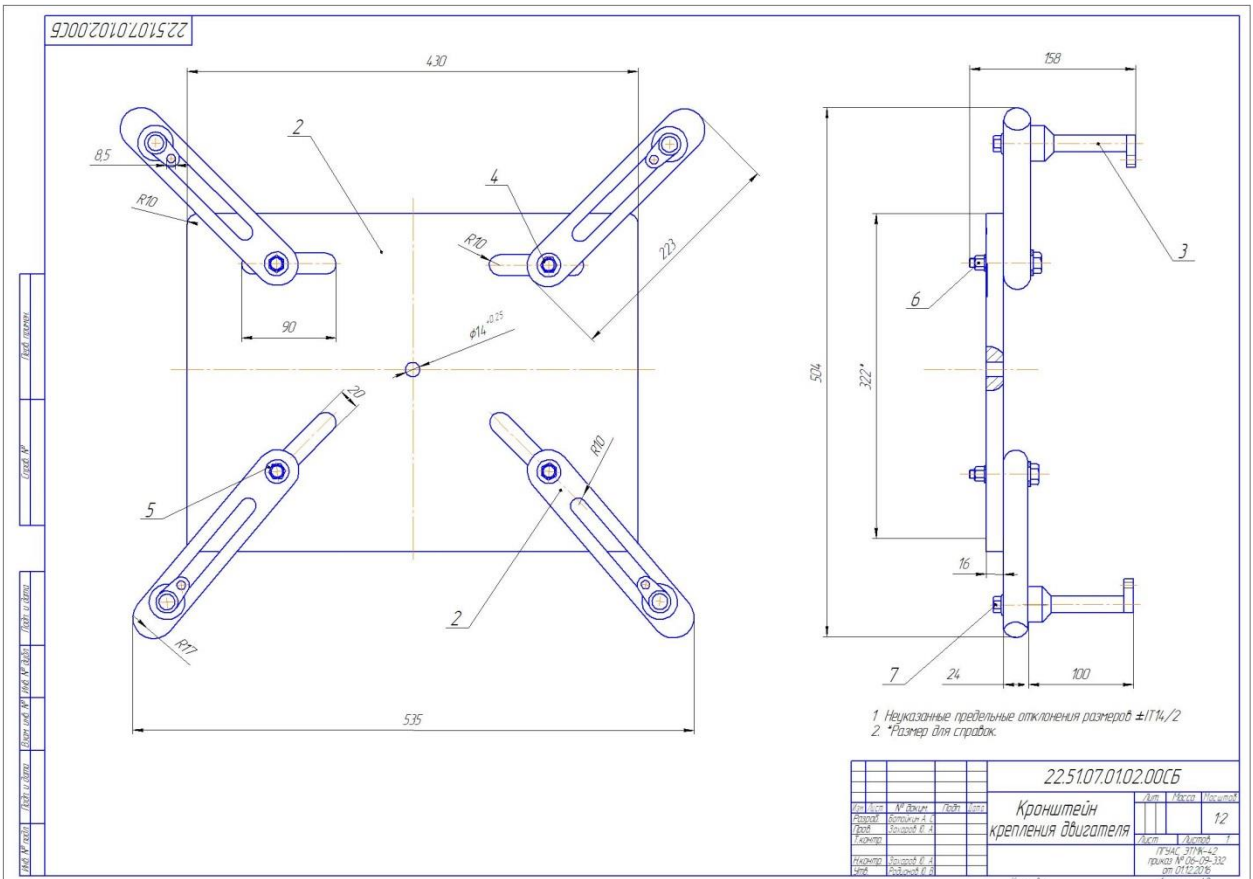 22.51.07.01.02.00СБ
430
158
2
4
8,5
R10
R10
223
3
6
90
φ14 +0,25
504
322*
20
R10
5
2
16
7
24
100
R17
535
1 Неуказанные предельные отклонения размеров ±IT14/2
2. *Размер для справок.
Перв. примен.
Справ. №
Подп. и дата
Инв. № дубл.
Взам. инв. №
Подп. и дата
Инв. № подл.
22.51.07.01.02.00СБ
Изм. Лист № докум. Подп. Дата
Разраб.
Пров. Захаров Ю. А.
Т.контр.
Н.контр. Захаров Ю. А.
Утв. Родионов Ю. В.
Кронштейн
крепления двигателя
Лит. Масса Масштаб
1:2
Лист Листов 1
ПГУАС, ЭТМК-42
приказ № 06-09-332
от 01.12.2016